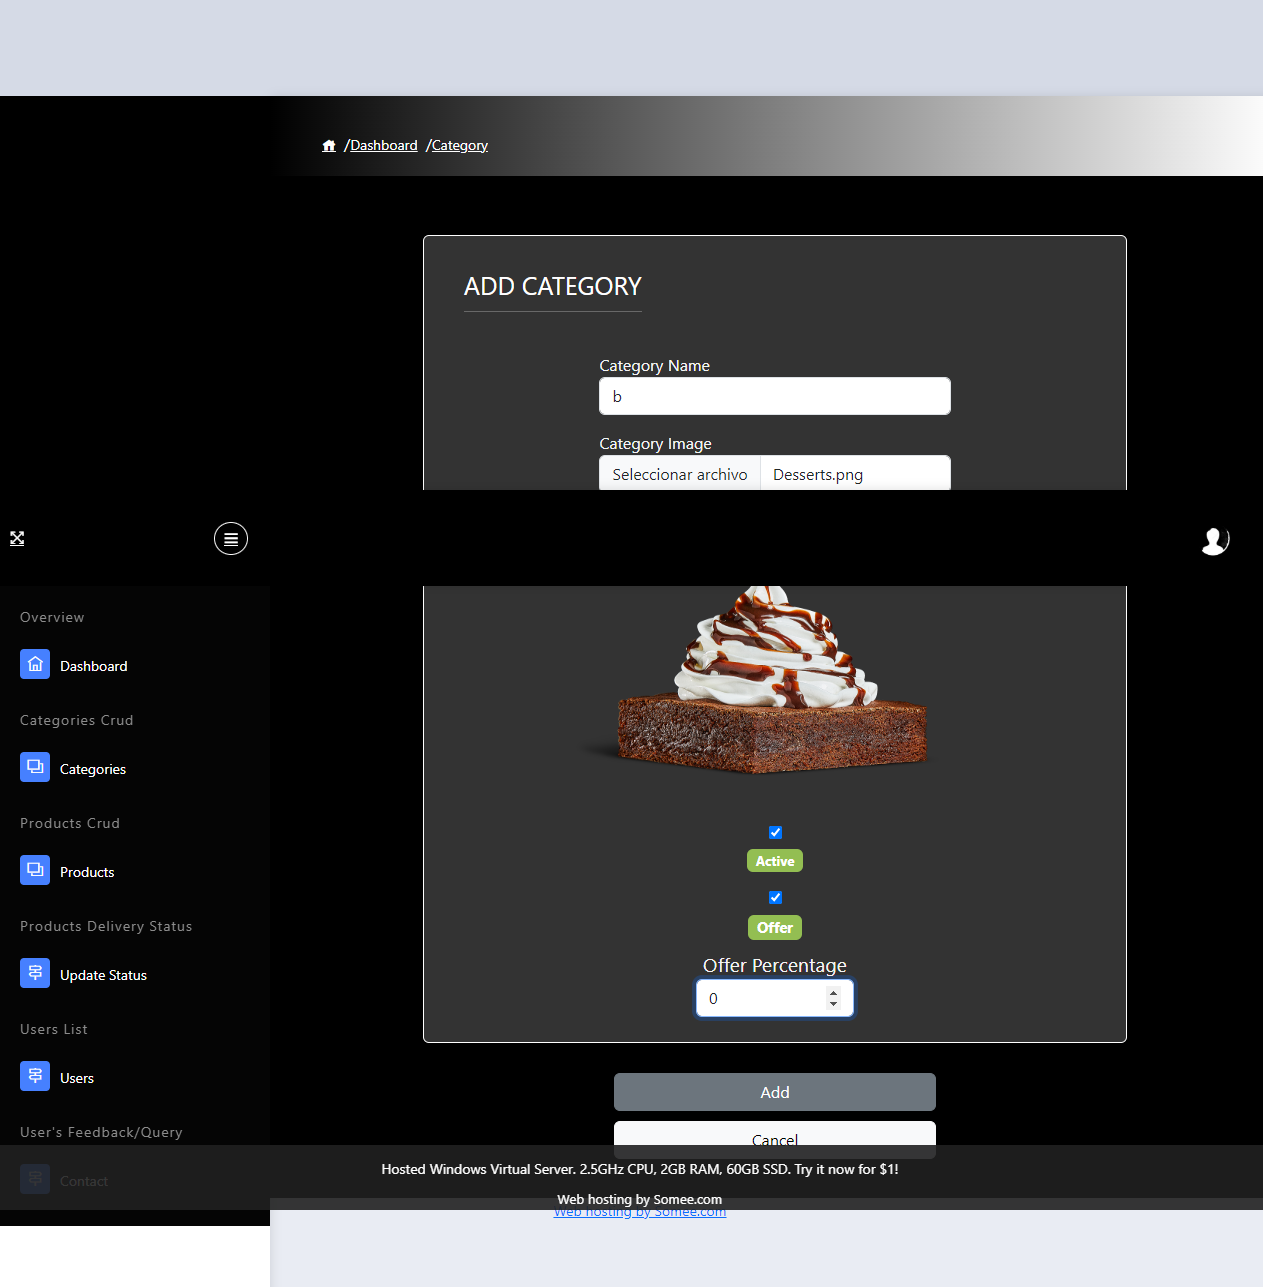 /Dashboard /Category
ADD CATEGORY
Category Name
b
Category Image
Seleccionar archivo Desserts.png
Overview
Dashboard
Categories Crud
Categories
Products Crud
Products
Products Delivery Status
Update Status
Users List
Users
User's Feedback/Query
Contact
Active
Offer
Offer Percentage
0
Add
Cancel
Hosted Windows Virtual Server. 2.5GHz CPU, 2GB RAM, 60GB SSD. Try it now for $1!
Web hosting by Somee.com
Web hosting by Somee.com